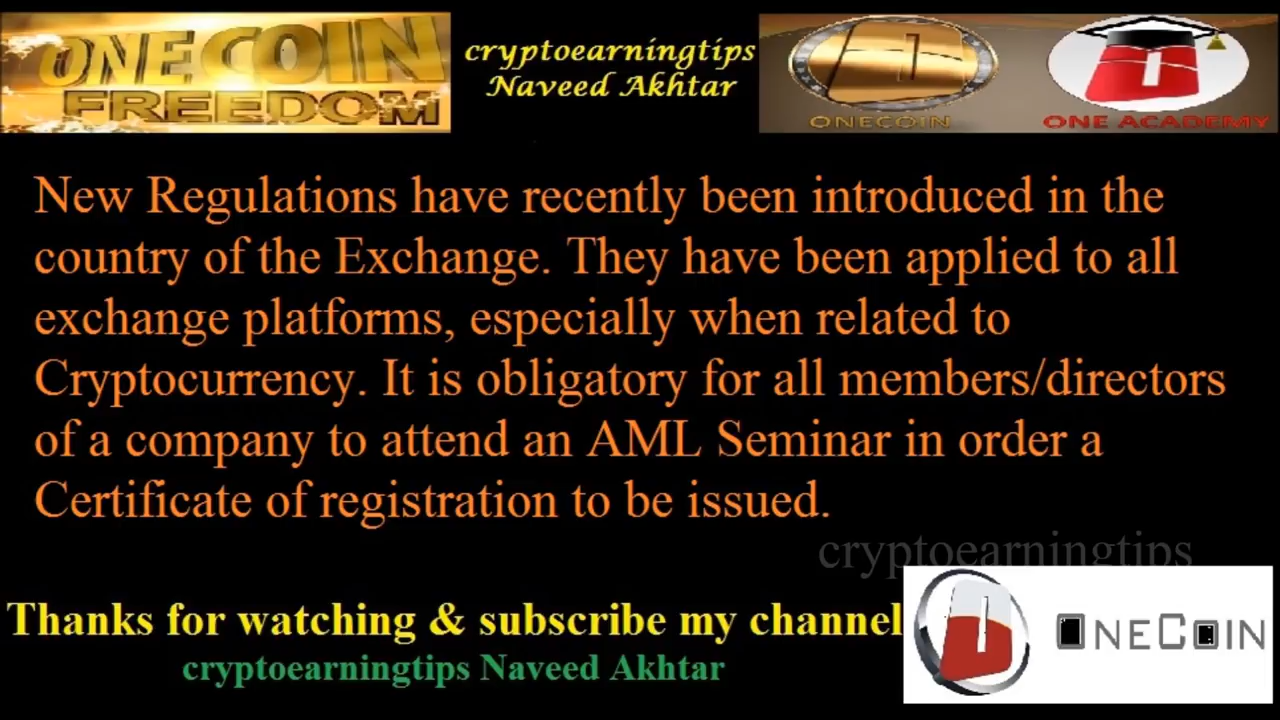 ONE COIN
FREEDOM
cryptoearningtips
Naveed Akhtar
ONECOIN
ONE ACADEMY
New Regulations have recently been introduced in the
country of the Exchange. They have been applied to all
exchange platforms, especially when related to
Cryptocurrency. It is obligatory for all members/directors
of a company to attend an AML Seminar in order a
Certificate of registration to be issued.
cryptoearningtips
Thanks for watching & subscribe my channel
cryptoearningtips Naveed Akhtar
ONECOIN